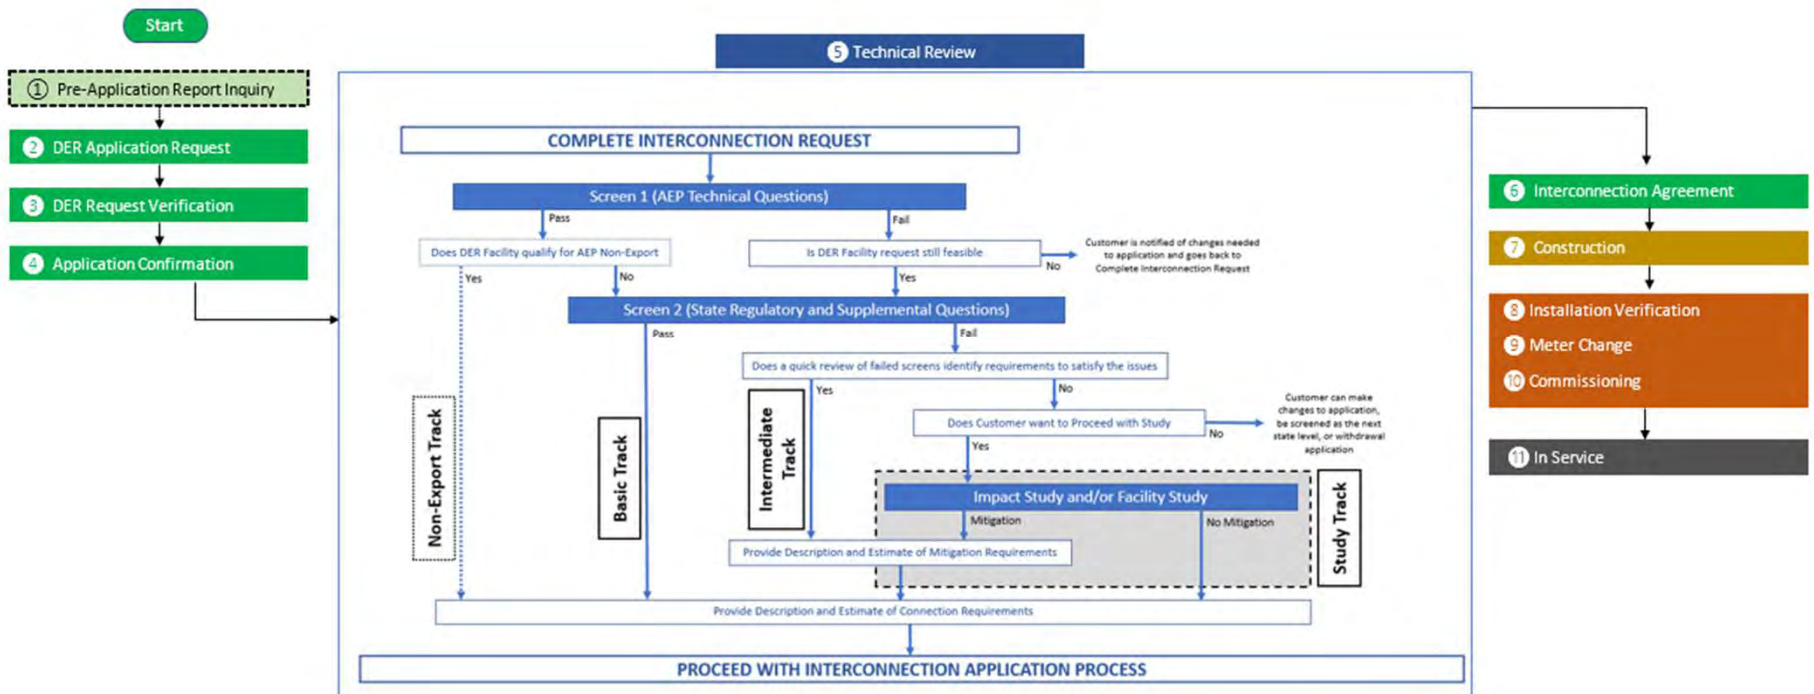 Start
① Pre-Application Report Inquiry
② DER Application Request
③ DER Request Verification
④ Application Confirmation
⑤ Technical Review
COMPLETE INTERCONNECTION REQUEST
Screen 1 (AEP Technical Questions)
Pass
Fail
Does DER Facility qualify for AEP Non-Export
Is DER Facility request still feasible
No
Customer is notified of changes needed
to application and goes back to
Complete Interconnection Request
Yes
No
Yes
Screen 2 (State Regulatory and Supplemental Questions)
Pass
Fail
Does a quick review of failed screens identify requirements to satisfy the issues
Yes
No
Does Customer want to Proceed with Study
No
Customer can make
changes to application,
be screened as the next
state level, or withdrawal
application
Yes
Non-Export Track
Basic Track
Intermediate
Track
Study Track
Impact Study and/or Facility Study
Mitigation
No Mitigation
Provide Description and Estimate of Mitigation Requirements
Provide Description and Estimate of Connection Requirements
PROCEED WITH INTERCONNECTION APPLICATION PROCESS
⑥ Interconnection Agreement
⑦ Construction
⑧ Installation Verification
⑨ Meter Change
⑩ Commissioning
⑪ In Service